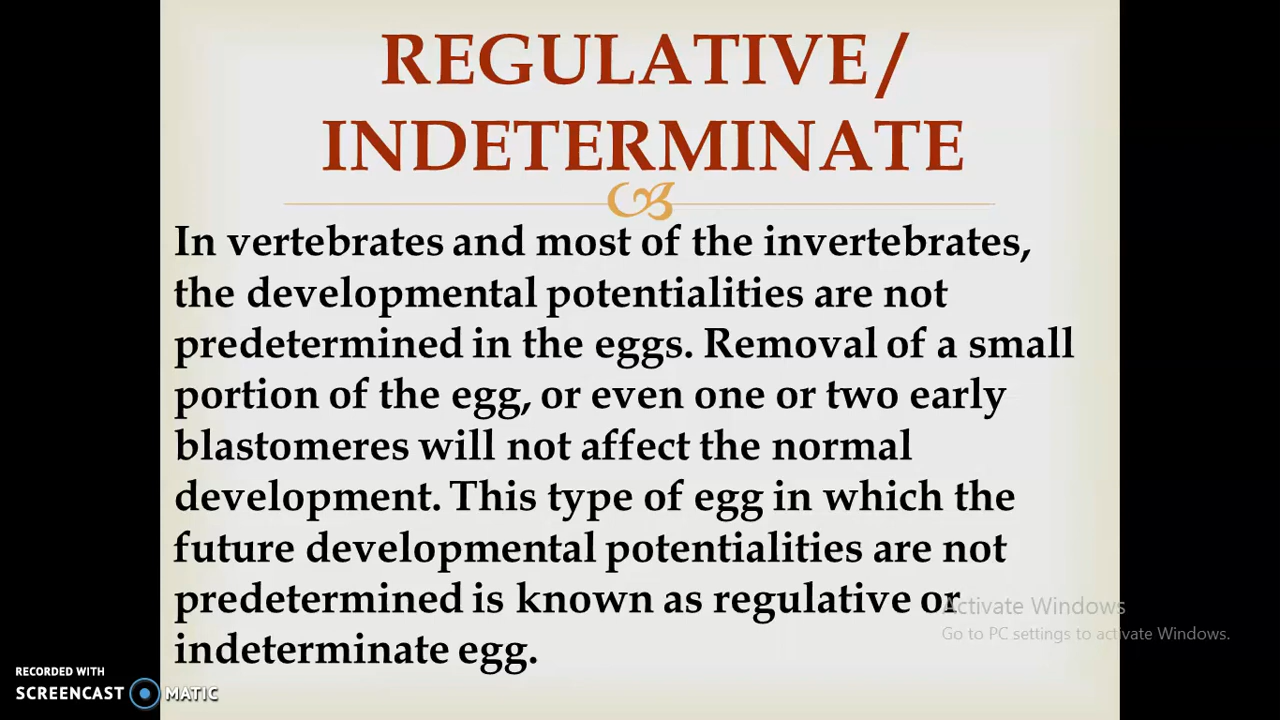 REGULATIVE/
INDETERMINATE
In vertebrates and most of the invertebrates,
the developmental potentialities are not
predetermined in the eggs. Removal of a small
portion of the egg, or even one or two early
blastomeres will not affect the normal
development. This type of egg in which the
future developmental potentialities are not
predetermined is known as regulative or
indeterminate egg.
Activate Windows
Go to PC settings to activate Windows.
RECORDED WITH
SCREENCAST MATIC